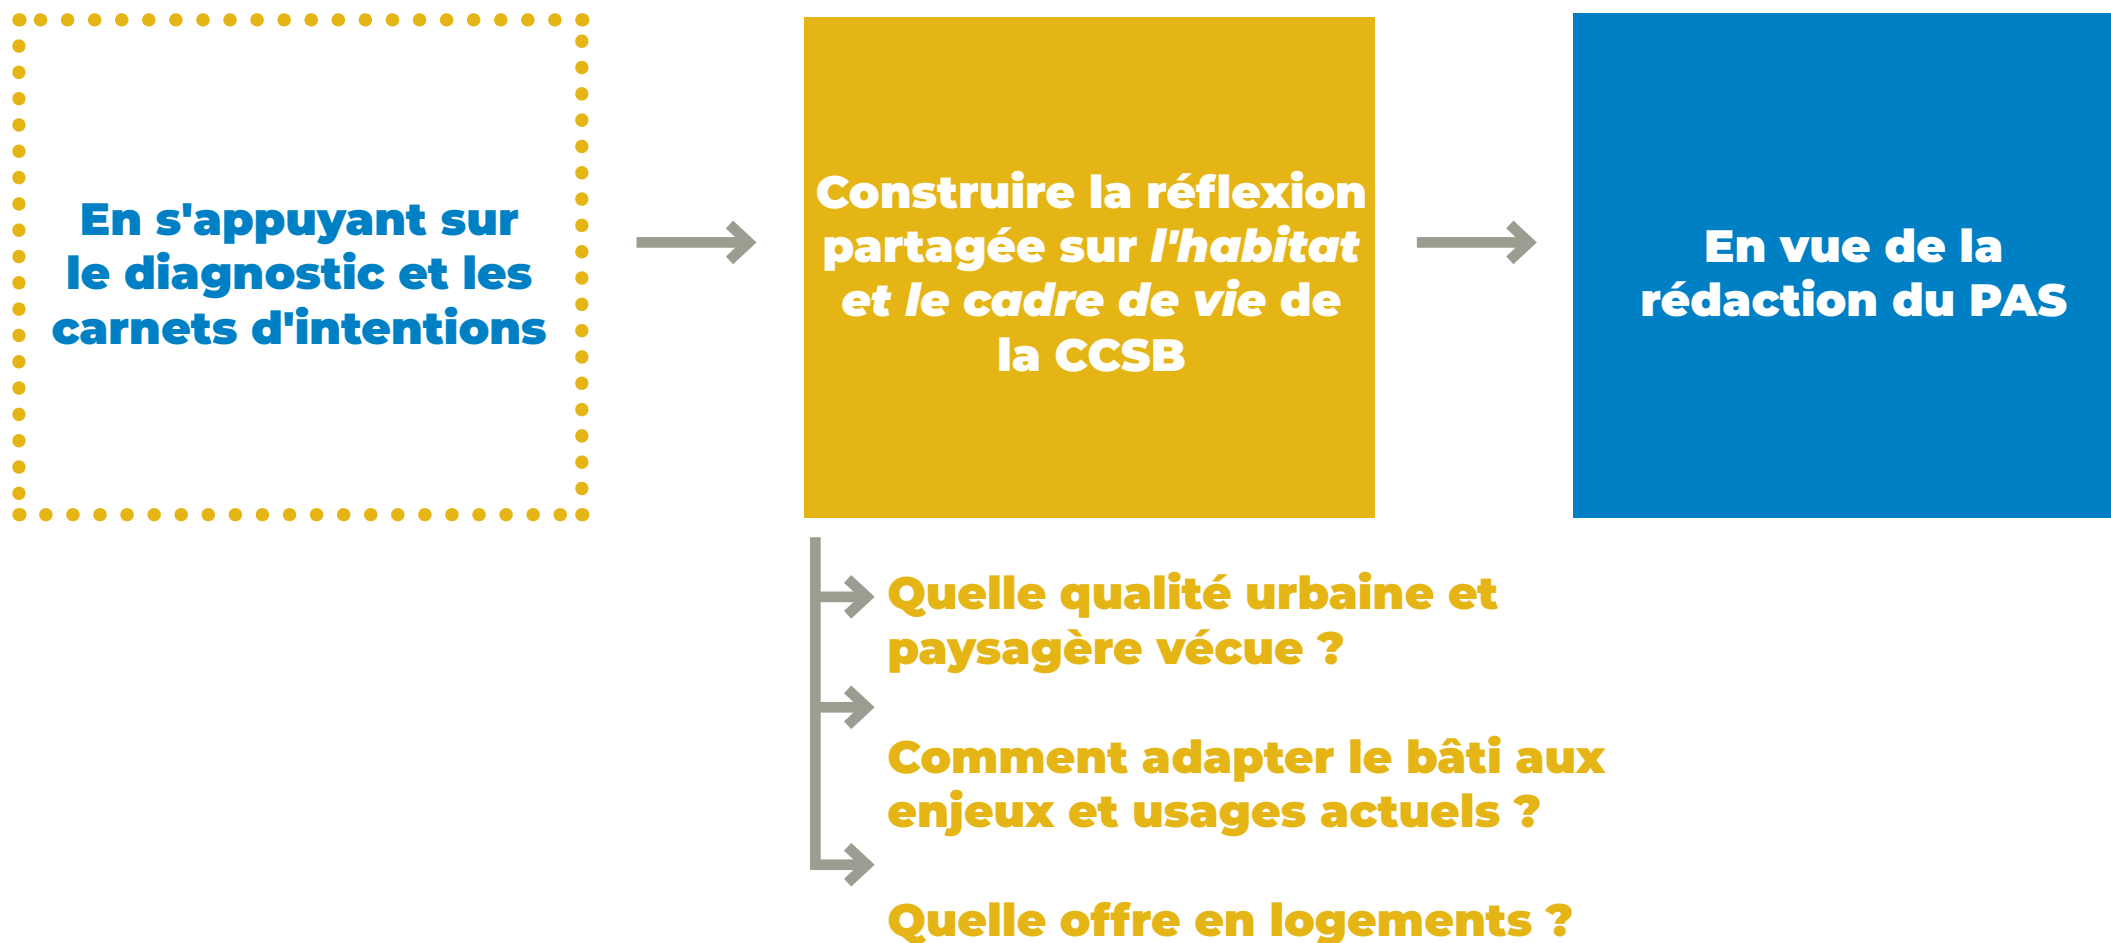 En s'appuyant sur
le diagnostic et les
carnets d'intentions
Construire la réflexion
partagée sur l'habitat
et le cadre de vie de
la CCSB
En vue de la
rédaction du PAS
Quelle qualité urbaine et
paysagère vécue ?
Comment adapter le bâti aux
enjeux et usages actuels ?
Quelle offre en logements ?